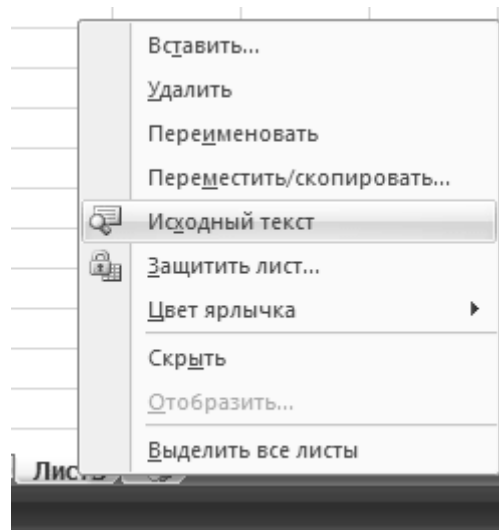 Вставить...
Удалить
Переименовать
Переместить/скопировать...
Исходный текст
Защитить лист...
Цвет ярлычка
Скрыть
Отобразить...
Выделить все листы